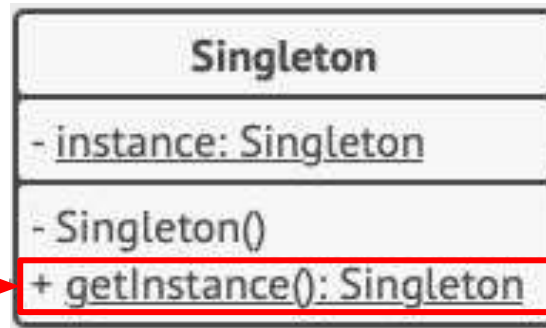 Singleton
- instance: Singleton
- Singleton()
+ getInstance(): Singleton